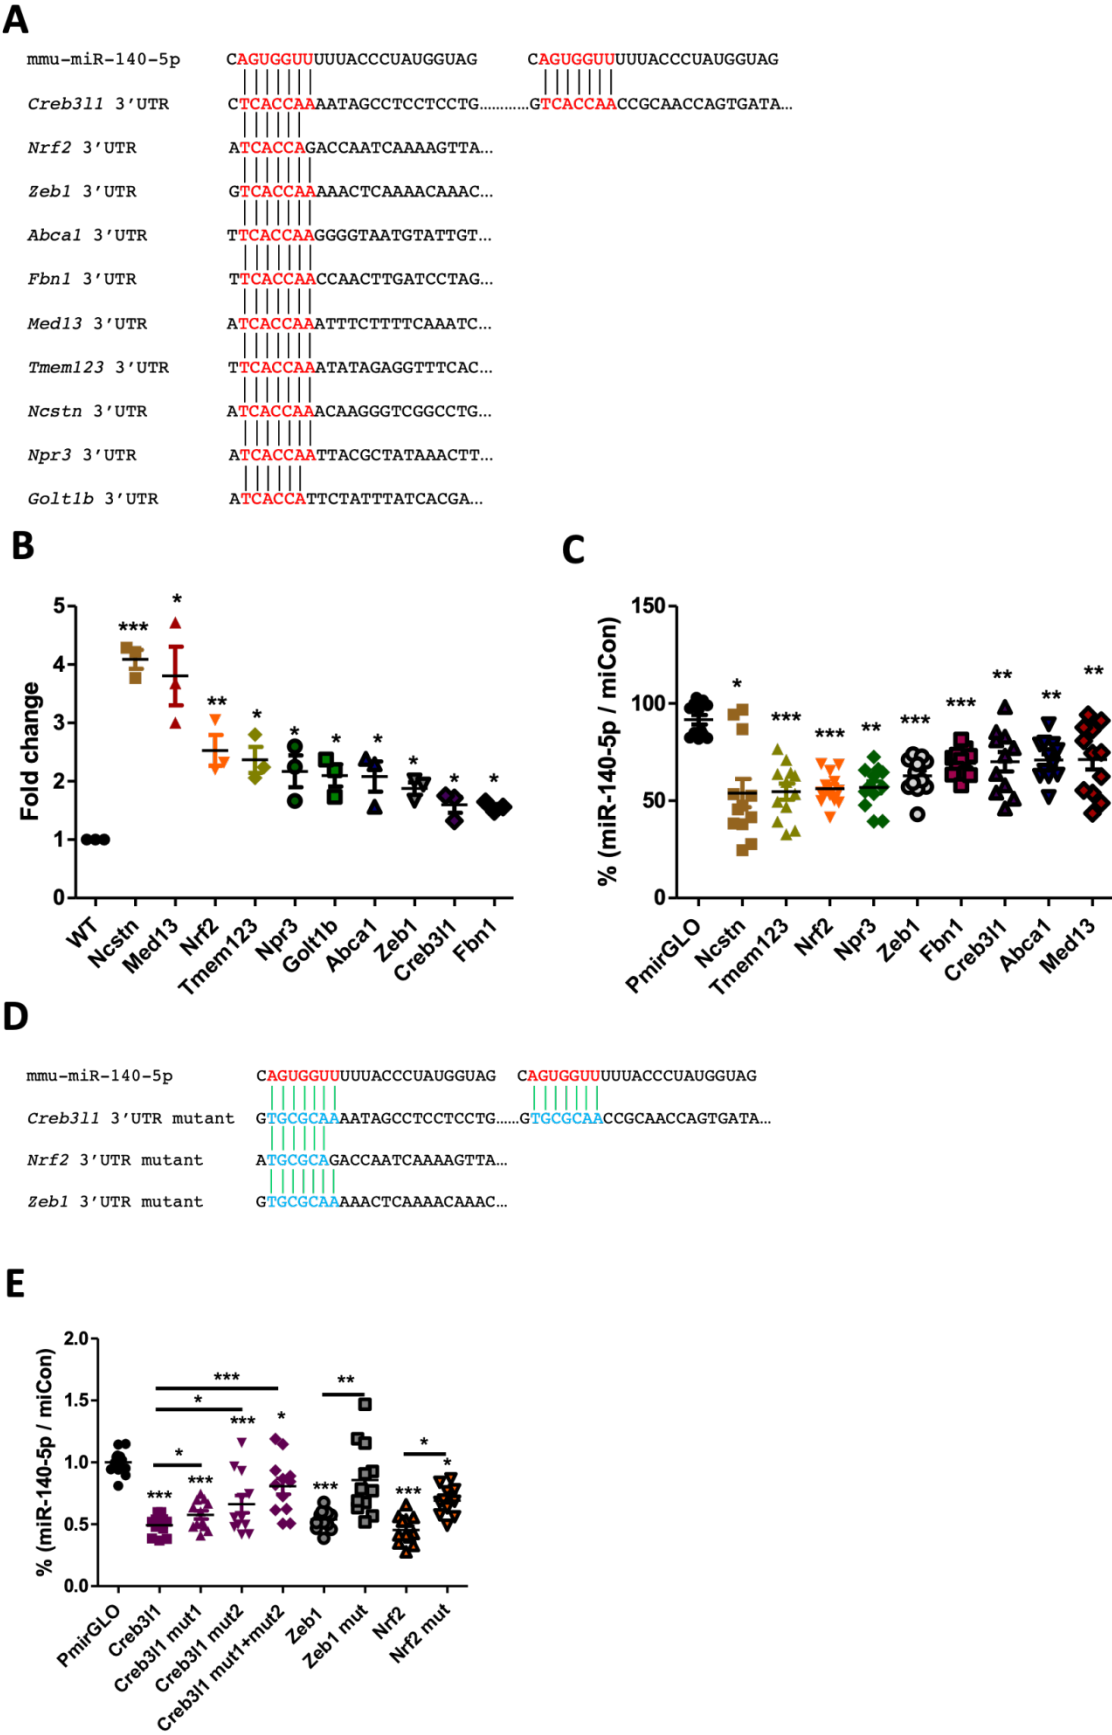 A
mmu-miR-140-5p CAGUGGUUUUUACCCUAUGGUAG CAGUGGUUUUUACCCUAUGGUAG
Creb3l1 3'UTR CTCACCAAAATAGCCTCCTCCTG............GTCACCAACCGCAACCAGTGATA...
Nrf2 3'UTR ATCACCAGACCAATCAAAAGTTA...
Zeb1 3'UTR GTCACCAAAAACTCAAAACAAAC...
Abca1 3'UTR TTCACCAAGGGGTAATGTATTGT...
Fbn1 3'UTR TTCACCAACCAACTTGATCCTAG...
Med13 3'UTR ATCACCAAATTTCTTTTCAAATC...
Tmem123 3'UTR TTCACCAAATATAGAGGTTTCAC...
Ncstn 3'UTR ATCACCAAACAAGGGTCGGCCTG...
Npr3 3'UTR ATCACCAATTACGCTATAAACTT...
Golt1b 3'UTR ATCACCATTCTATTTATCACGA...
B
Fold change
5
4
3
2
1
0
*** * ** * * * * * * *
WT Ncstn Med13 Nrf2 Tmem123 Npr3 Golt1b Abca1 Zeb1 Creb3l1 Fbn1
C
% (miR-140-5p / miCon)
150
100
50
0
* *** *** ** *** *** ** ** **
PmirGLO Ncstn Tmem123 Nrf2 Npr3 Zeb1 Fbn1 Creb3l1 Abca1 Med13
D
mmu-miR-140-5p CAGUGGUUUUUACCCUAUGGUAG CAGUGGUUUUUACCCUAUGGUAG
Creb3l1 3'UTR mutant GTGCGCAAAATAGCCTCCTCCTG......GTGCGCAACCGCAACCAGTGATA...
Nrf2 3'UTR mutant ATGCGCAGACCAATCAAAAGTTA...
Zeb1 3'UTR mutant GTGCGCAAAAACTCAAAACAAAC...
E
% (miR-140-5p / miCon)
2.0
1.5
1.0
0.5
0.0
*** **
*
* *** * *
*** *** *** *** *
PmirGLO Creb3l1 Creb3l1 mut1 Creb3l1 mut2 Creb3l1 mut1+mut2 Zeb1 Zeb1 mut Nrf2 Nrf2 mut